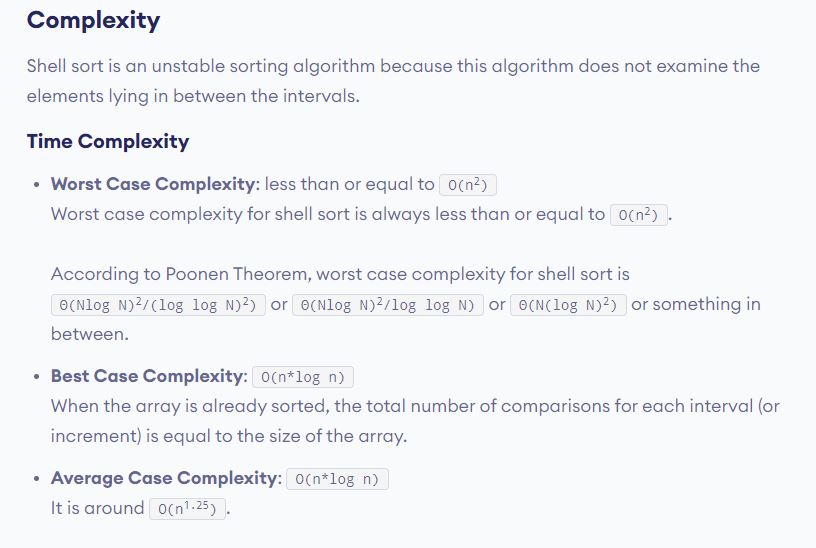 Complexity
Shell sort is an unstable sorting algorithm because this algorithm does not examine the
elements lying in between the intervals.
Time Complexity
• Worst Case Complexity: less than or equal to O(n²)
Worst case complexity for shell sort is always less than or equal to O(n²) .
According to Poonen Theorem, worst case complexity for shell sort is
Θ(Nlog N)²/(log log N)²) or Θ(Nlog N)²/log log N) or Θ(N(log N)²) or something in
between.
• Best Case Complexity: O(n*log n)
When the array is already sorted, the total number of comparisons for each interval (or
increment) is equal to the size of the array.
• Average Case Complexity: O(n*log n)
It is around O(n¹·²⁵) .